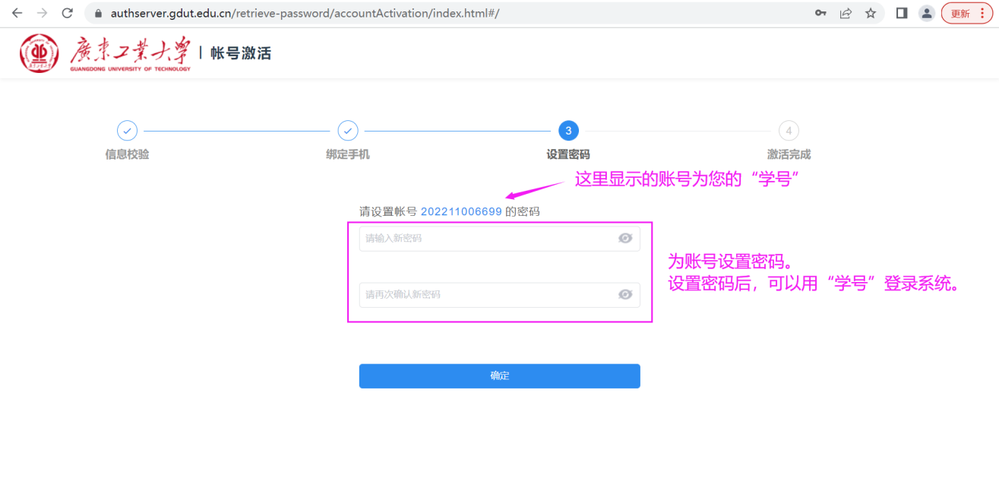 authserver.gdut.edu.cn/retrieve-password/accountActivation/index.html#/
更新
廣東工業大學
GUANGDONG UNIVERSITY OF TECHNOLOGY
帐号激活
3
4
信息校验
绑定手机
设置密码
激活完成
这里显示的账号为您的“学号”
请设置帐号 202211006699 的密码
请输入新密码
为账号设置密码。
设置密码后，可以用“学号”登录系统。
请再次确认新密码
确定